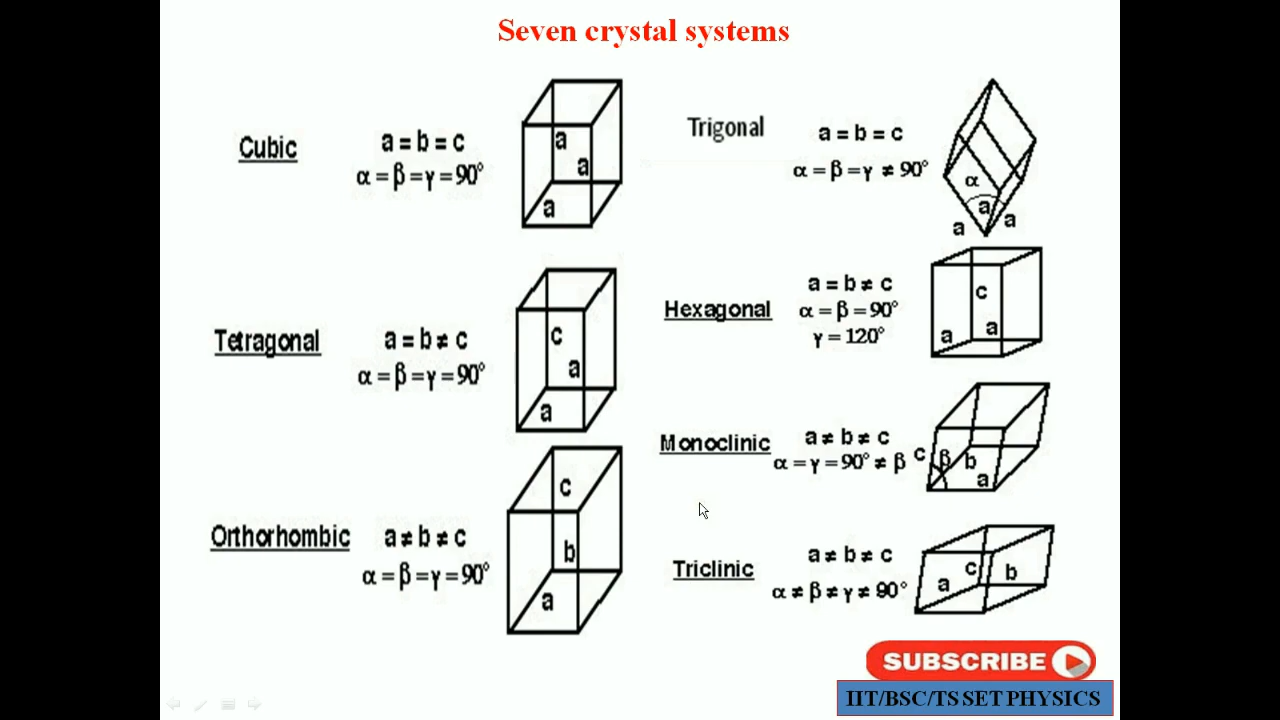 Seven crystal systems
Cubic
a = b = c
α = β = γ = 90°
a
a
a
Tetragonal
a = b ≠ c
α = β = γ = 90°
c
a
a
Orthorhombic
a ≠ b ≠ c
α = β = γ = 90°
c
b
a
Trigonal
a = b = c
α = β = γ ≠ 90°
α
a
a
a
Hexagonal
a = b ≠ c
α = β = 90°
γ = 120°
c
a
a
Monoclinic
a ≠ b ≠ c
α = γ = 90° ≠ β
c
β
b
a
Triclinic
a ≠ b ≠ c
α ≠ β ≠ γ ≠ 90°
a
c
b
SUBSCRIBE
IIT/BSC/TS SET PHYSICS